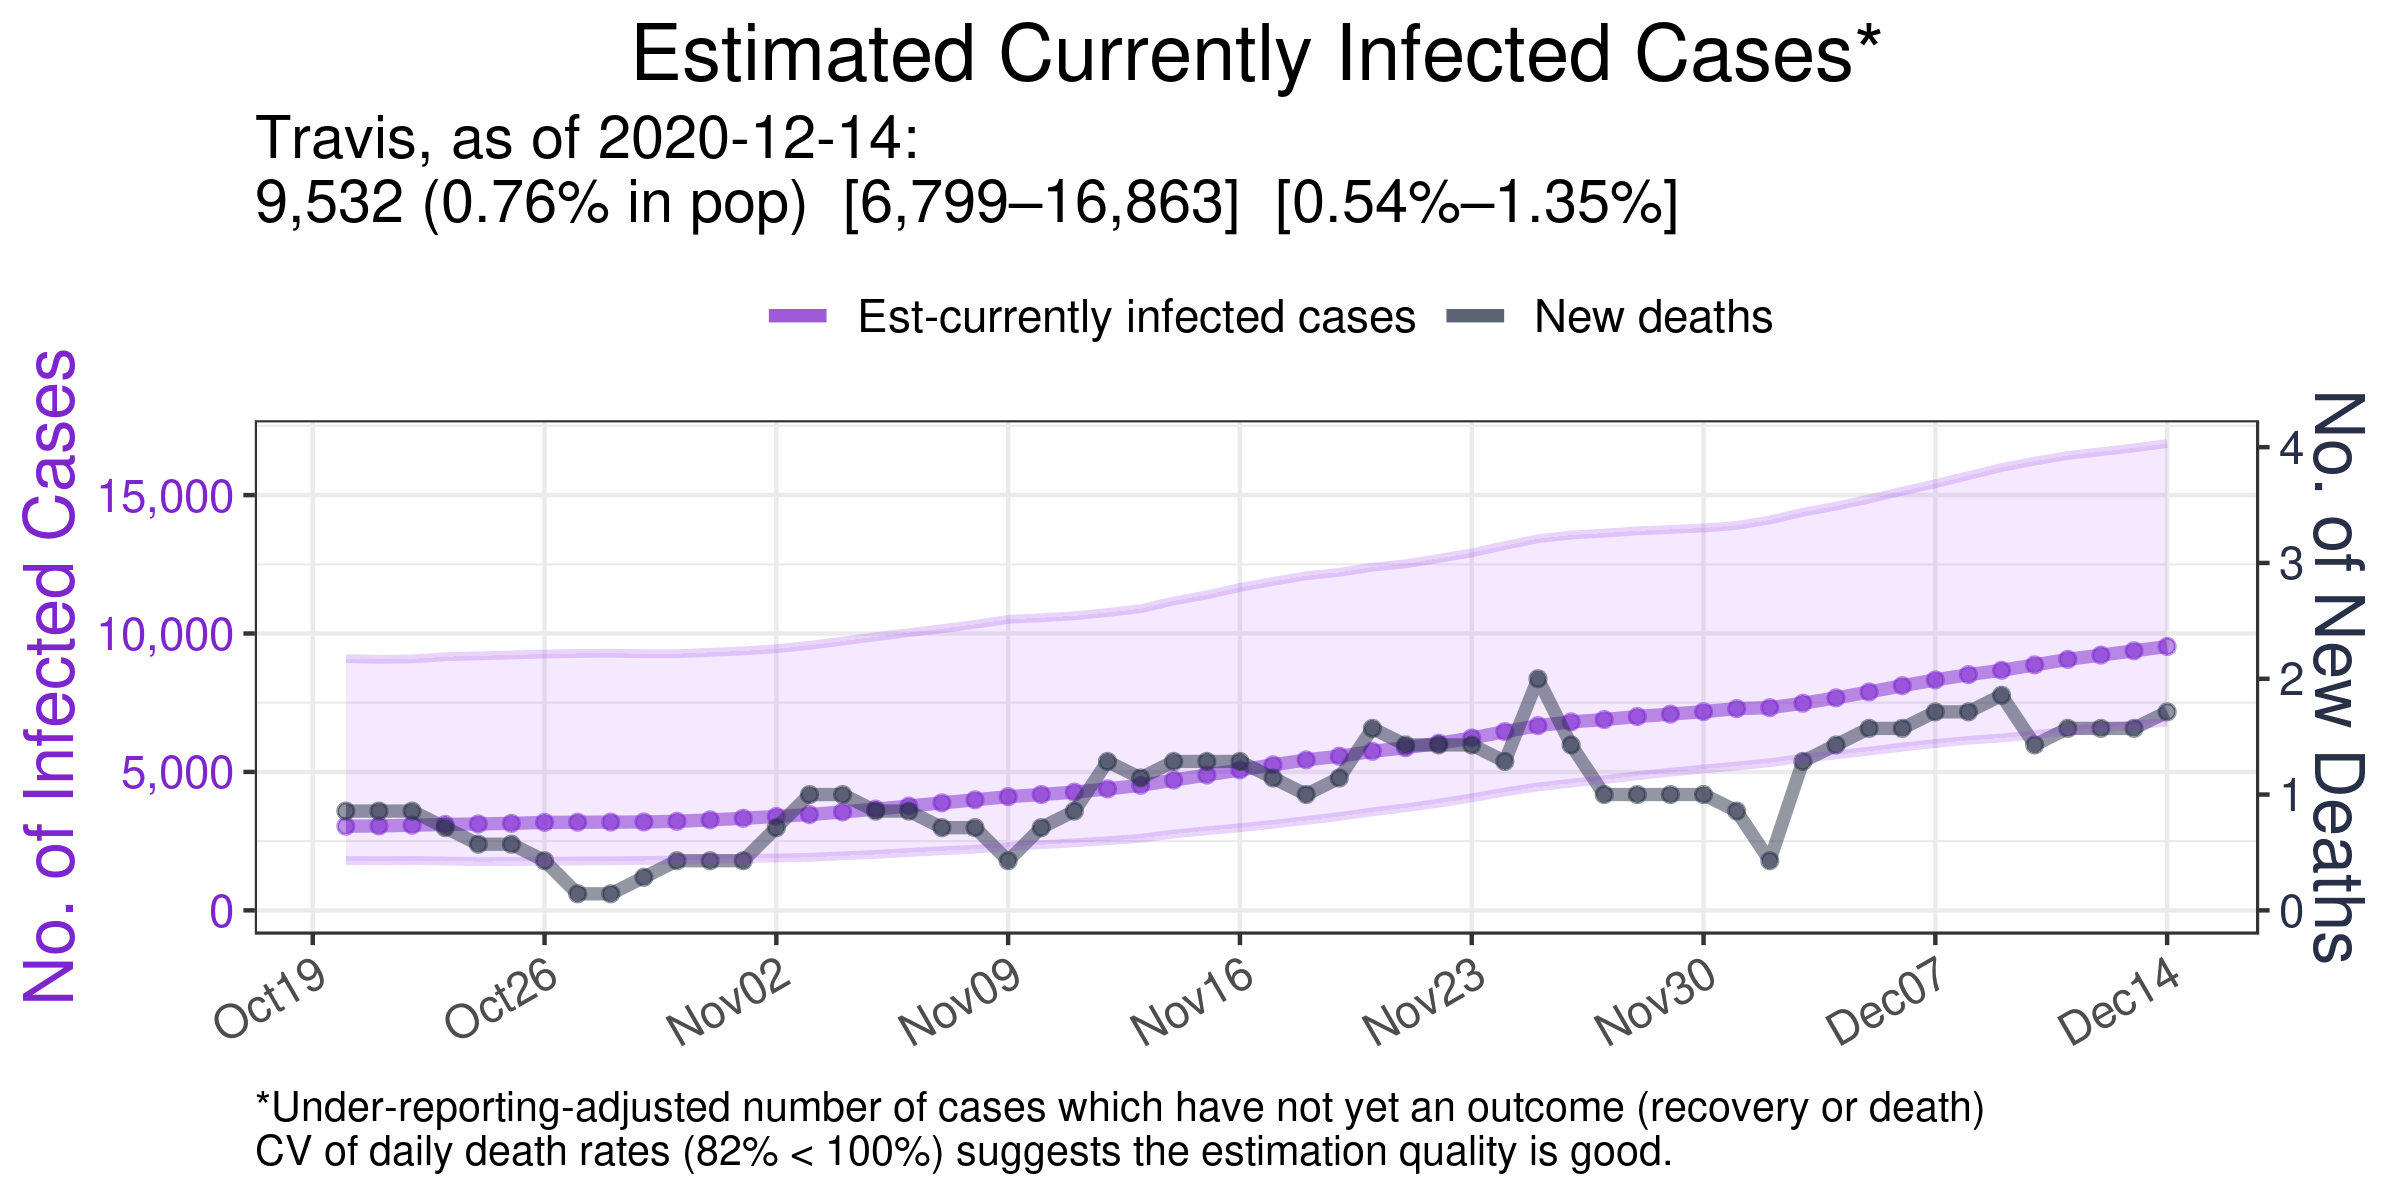 Estimated Currently Infected Cases*
Travis, as of 2020-12-14:
9,532 (0.76% in pop)  [6,799–16,863]  [0.54%–1.35%]
Est-currently infected cases
New deaths
No. of Infected Cases
15,000
10,000
5,000
0
4
3
2
1
0
No. of New Deaths
Oct19
Oct26
Nov02
Nov09
Nov16
Nov23
Nov30
Dec07
Dec14
*Under-reporting-adjusted number of cases which have not yet an outcome (recovery or death)
CV of daily death rates (82% < 100%) suggests the estimation quality is good.